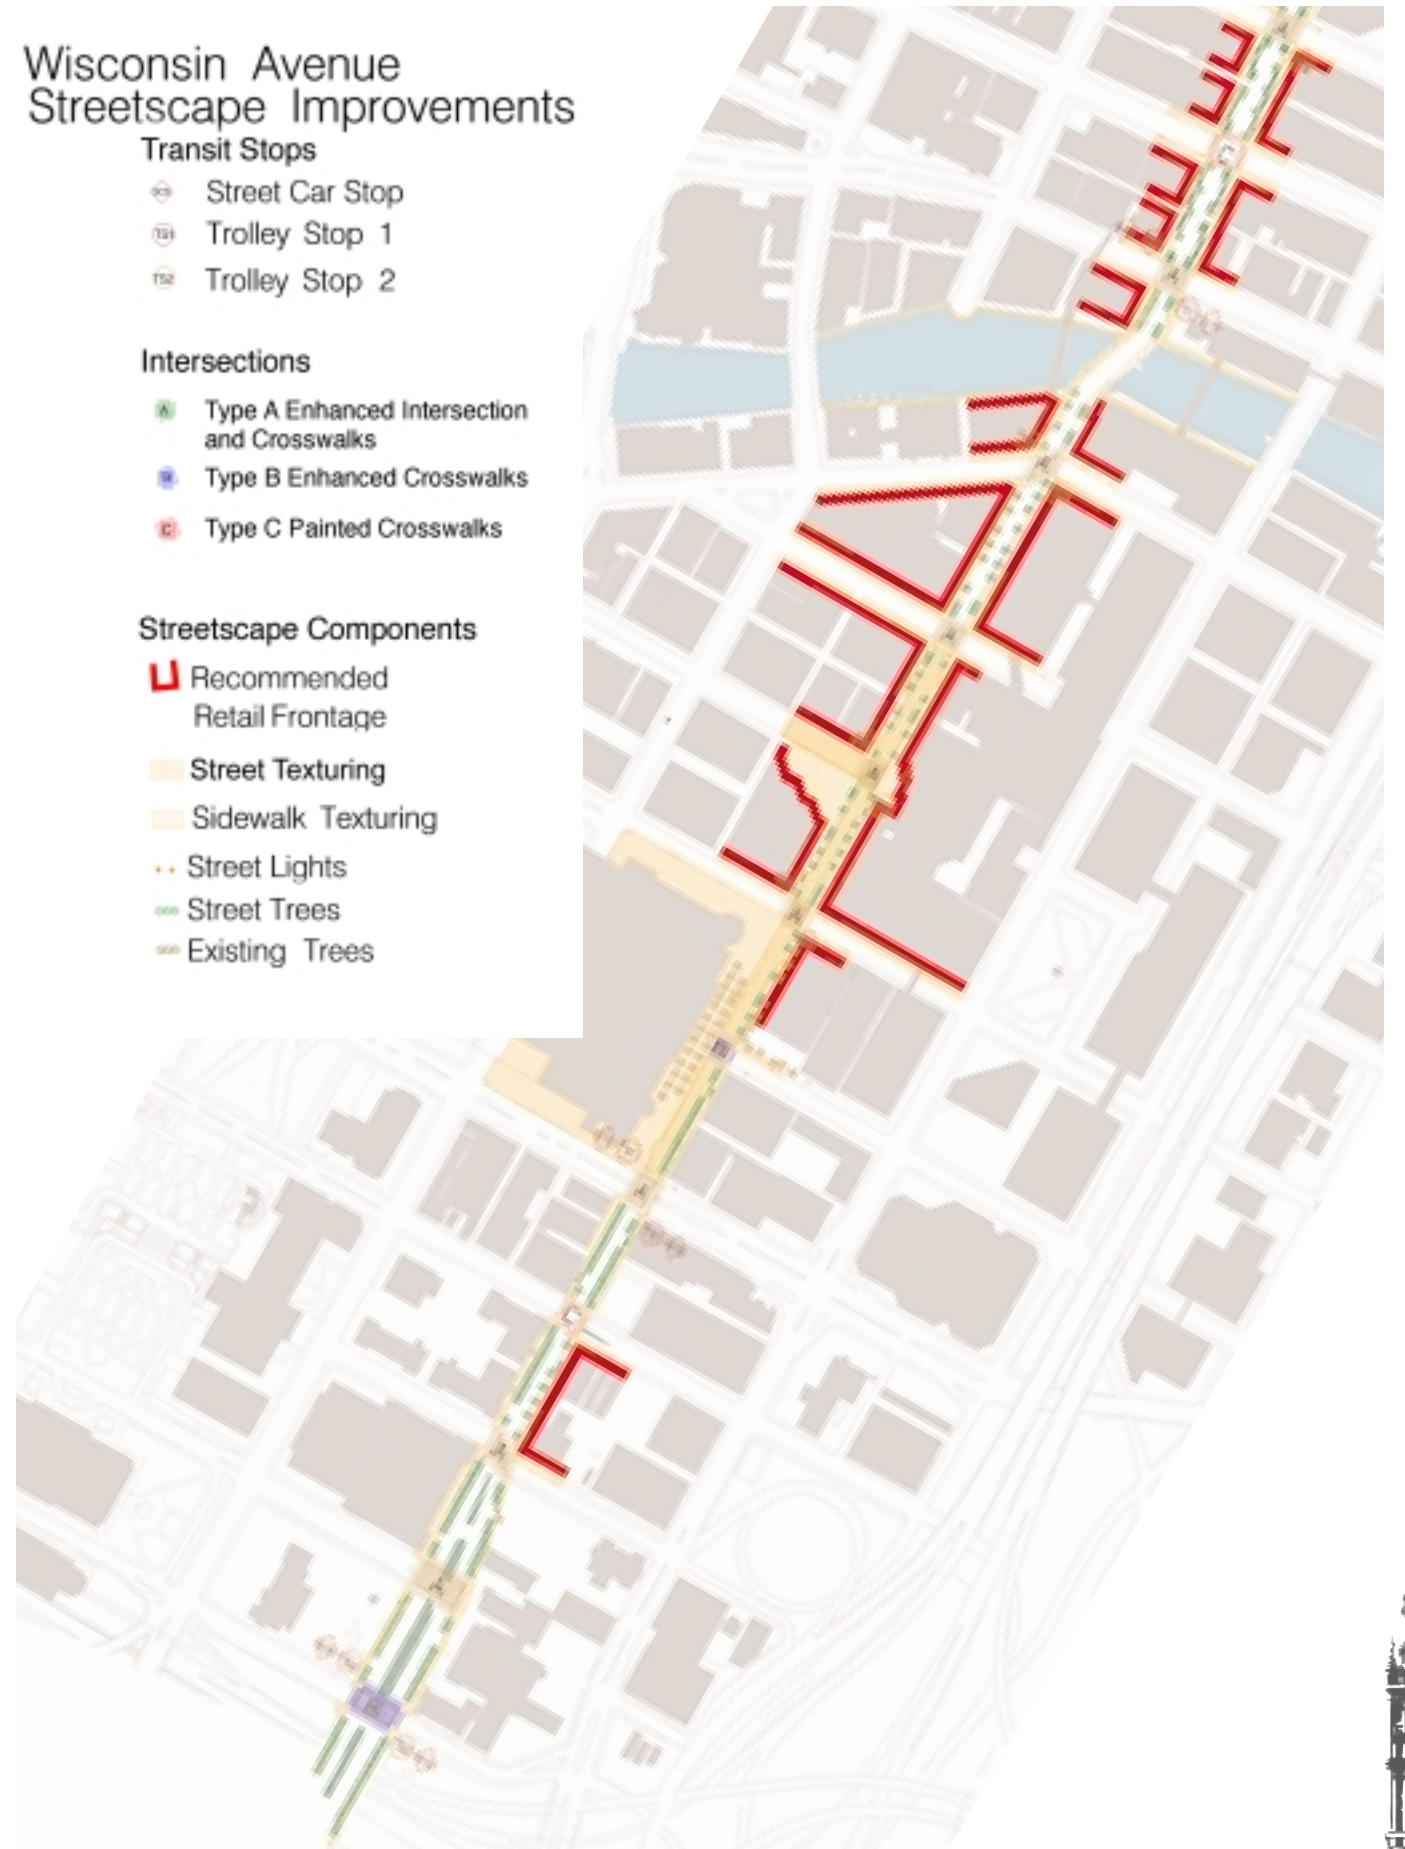 Wisconsin Avenue
Streetscape Improvements
Transit Stops
Street Car Stop
TS1
Trolley Stop 1
TS2
Trolley Stop 2
Intersections
A
Type A Enhanced Intersection
and Crosswalks
Type B Enhanced Crosswalks
C
Type C Painted Crosswalks
Streetscape Components
Recommended
Retail Frontage
Street Texturing
Sidewalk Texturing
Street Lights
Street Trees
Existing Trees